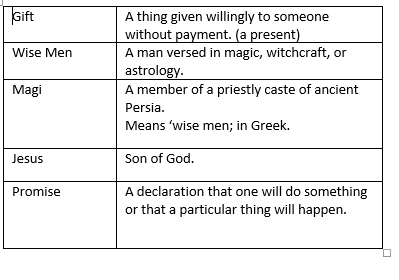 Gift
A thing given willingly to someone
without payment. (a present)
Wise Men
A man versed in magic, witchcraft, or
astrology.
Magi
A member of a priestly caste of ancient
Persia.
Means ‘wise men; in Greek.
Jesus
Son of God.
Promise
A declaration that one will do something
or that a particular thing will happen.